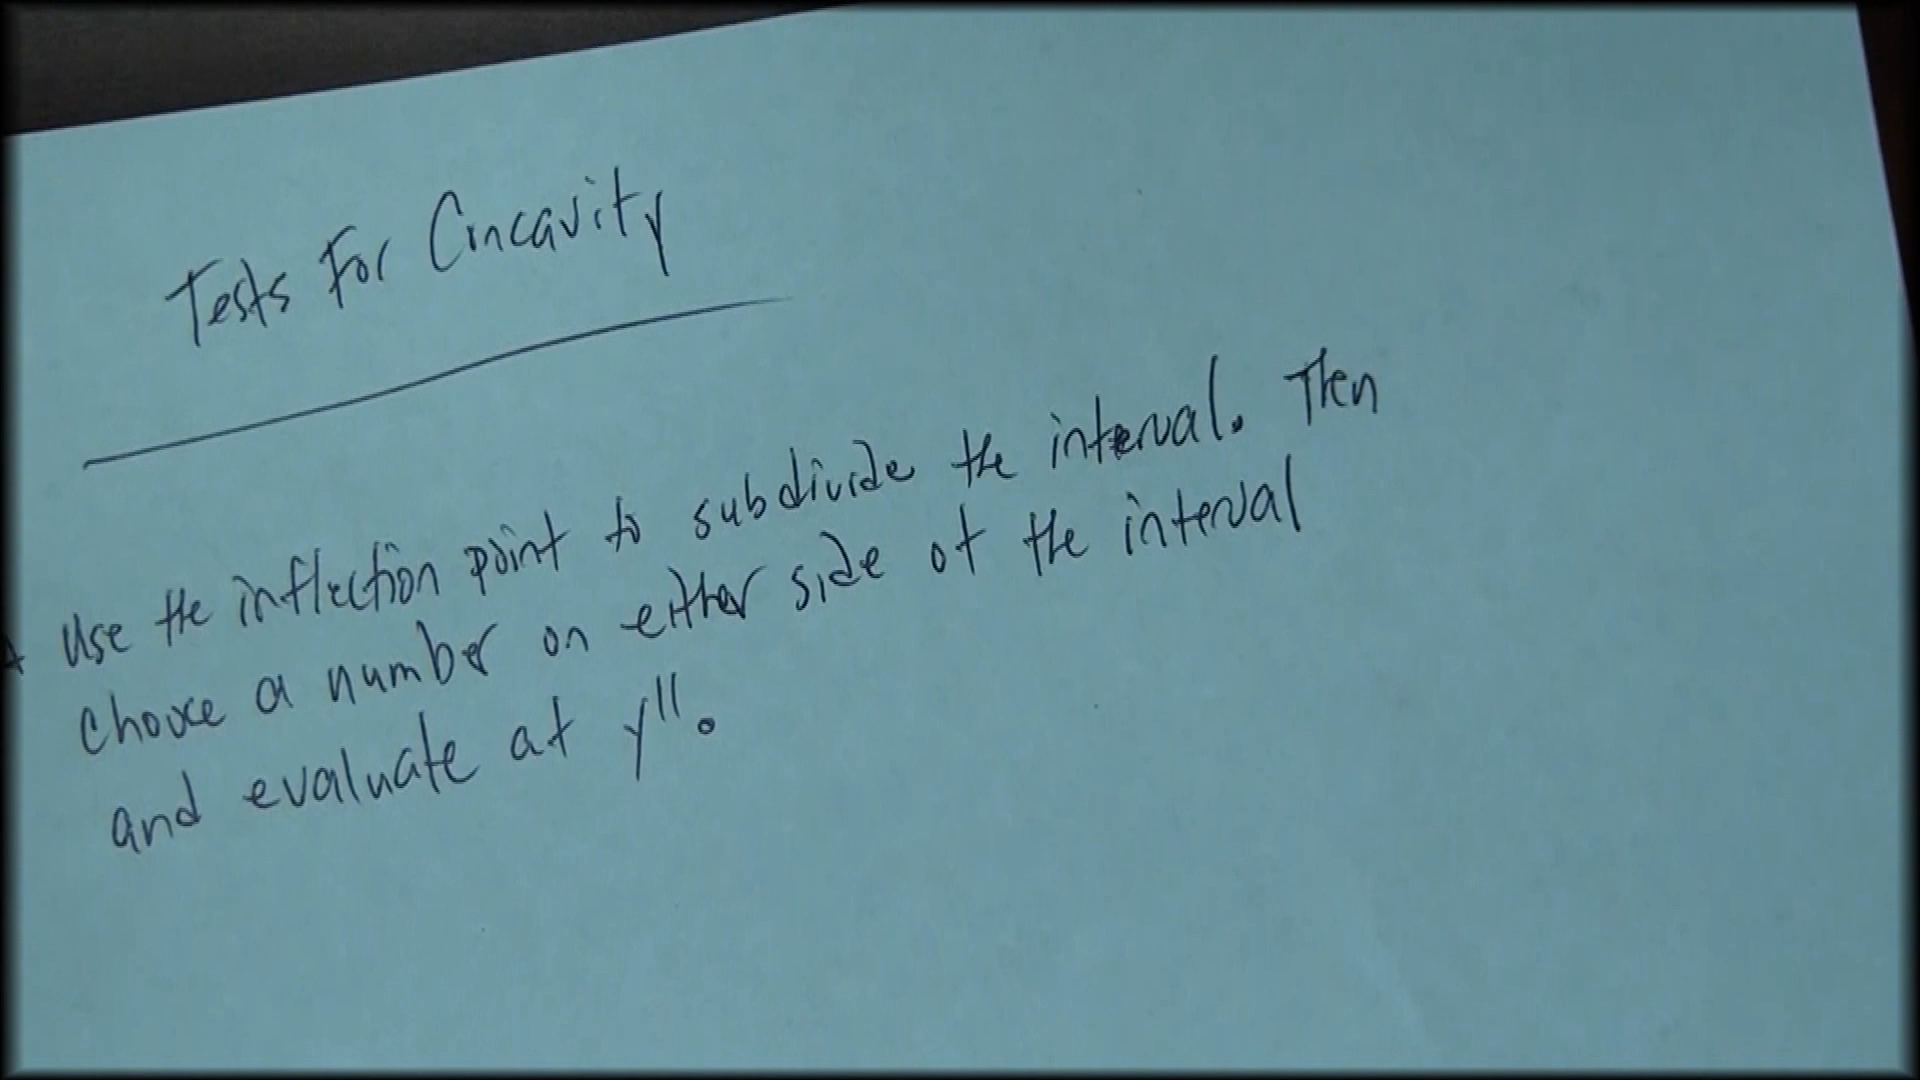 Tests For Concavity
* Use the inflection point to subdivide the interval. Then
choose a number on either side of the interval
and evaluate at y''.